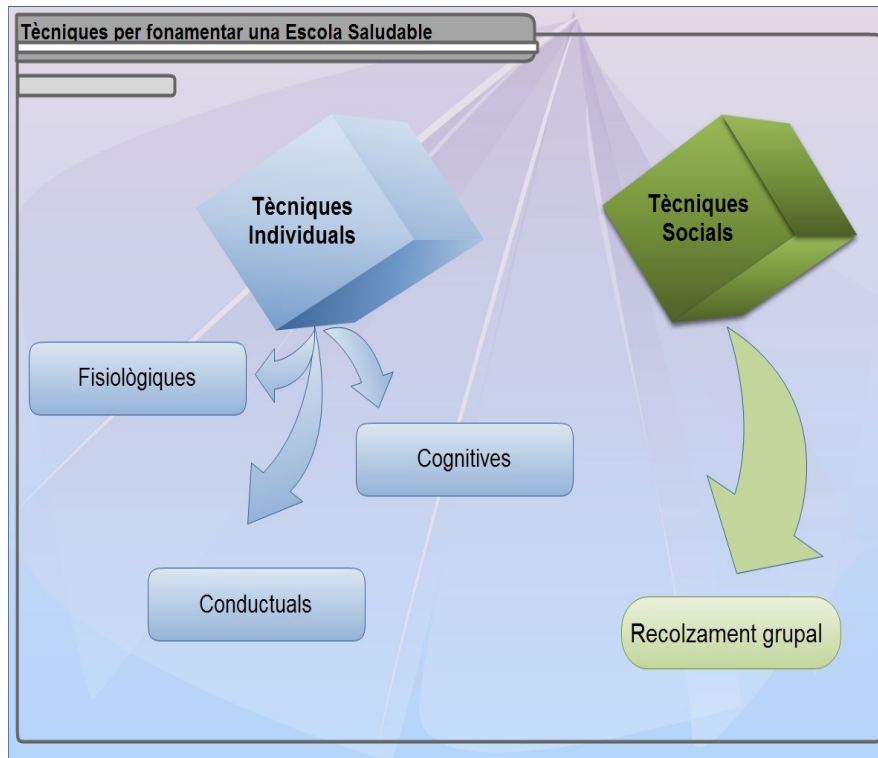 Tècniques per fonamentar una Escola Saludable
Tècniques
Individuals
Tècniques
Socials
Fisiològiques
Cognitives
Conductuals
Recolzament grupal